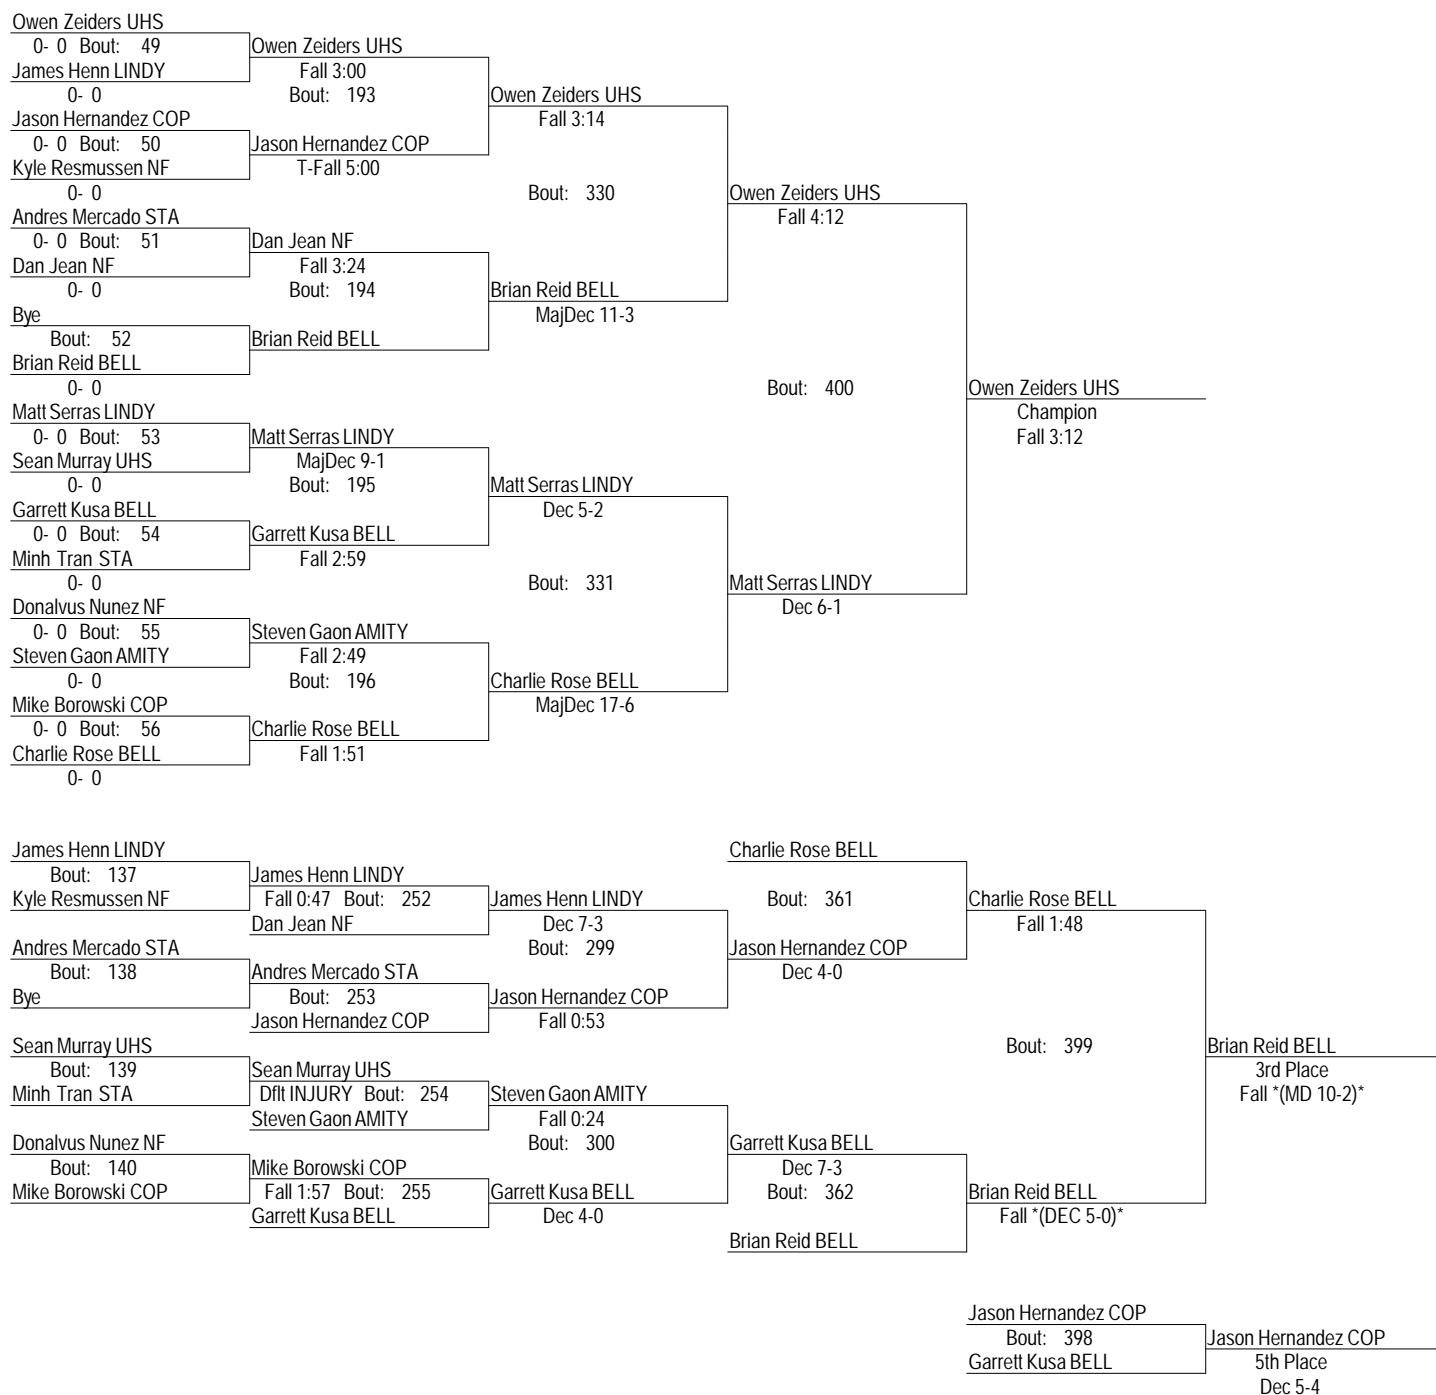 Owen Zeiders UHS
0- 0 Bout: 49
Owen Zeiders UHS
James Henn LINDY
Fall 3:00
0- 0
Bout: 193
Owen Zeiders UHS
Jason Hernandez COP
Fall 3:14
0- 0 Bout: 50
Jason Hernandez COP
Kyle Resmussen NF
T-Fall 5:00
0- 0
Bout: 330
Owen Zeiders UHS
Andres Mercado STA
Fall 4:12
0- 0 Bout: 51
Dan Jean NF
Dan Jean NF
Fall 3:24
0- 0
Bout: 194
Brian Reid BELL
Bye
MajDec 11-3
Bout: 52
Brian Reid BELL
Brian Reid BELL
0- 0
Bout: 400
Owen Zeiders UHS
Matt Serras LINDY
Champion
0- 0 Bout: 53
Matt Serras LINDY
Fall 3:12
Sean Murray UHS
MajDec 9-1
0- 0
Bout: 195
Matt Serras LINDY
Garrett Kusa BELL
Dec 5-2
0- 0 Bout: 54
Garrett Kusa BELL
Minh Tran STA
Fall 2:59
0- 0
Bout: 331
Matt Serras LINDY
Donalvus Nunez NF
Dec 6-1
0- 0 Bout: 55
Steven Gaon AMITY
Steven Gaon AMITY
Fall 2:49
0- 0
Bout: 196
Charlie Rose BELL
Mike Borowski COP
MajDec 17-6
0- 0 Bout: 56
Charlie Rose BELL
Charlie Rose BELL
Fall 1:51
0- 0
James Henn LINDY
Charlie Rose BELL
Bout: 137
James Henn LINDY
Kyle Resmussen NF
Fall 0:47 Bout: 252
James Henn LINDY
Bout: 361
Charlie Rose BELL
Dan Jean NF
Dec 7-3
Fall 1:48
Andres Mercado STA
Bout: 299
Jason Hernandez COP
Bout: 138
Andres Mercado STA
Dec 4-0
Bye
Bout: 253
Jason Hernandez COP
Jason Hernandez COP
Fall 0:53
Sean Murray UHS
Bout: 399
Brian Reid BELL
Bout: 139
Sean Murray UHS
3rd Place
Minh Tran STA
Dflt INJURY Bout: 254
Steven Gaon AMITY
Fall *(MD 10-2)*
Steven Gaon AMITY
Fall 0:24
Donalvus Nunez NF
Bout: 300
Garrett Kusa BELL
Bout: 140
Mike Borowski COP
Dec 7-3
Mike Borowski COP
Fall 1:57 Bout: 255
Garrett Kusa BELL
Bout: 362
Brian Reid BELL
Garrett Kusa BELL
Dec 4-0
Fall *(DEC 5-0)*
Brian Reid BELL
Jason Hernandez COP
Bout: 398
Jason Hernandez COP
Garrett Kusa BELL
5th Place
Dec 5-4